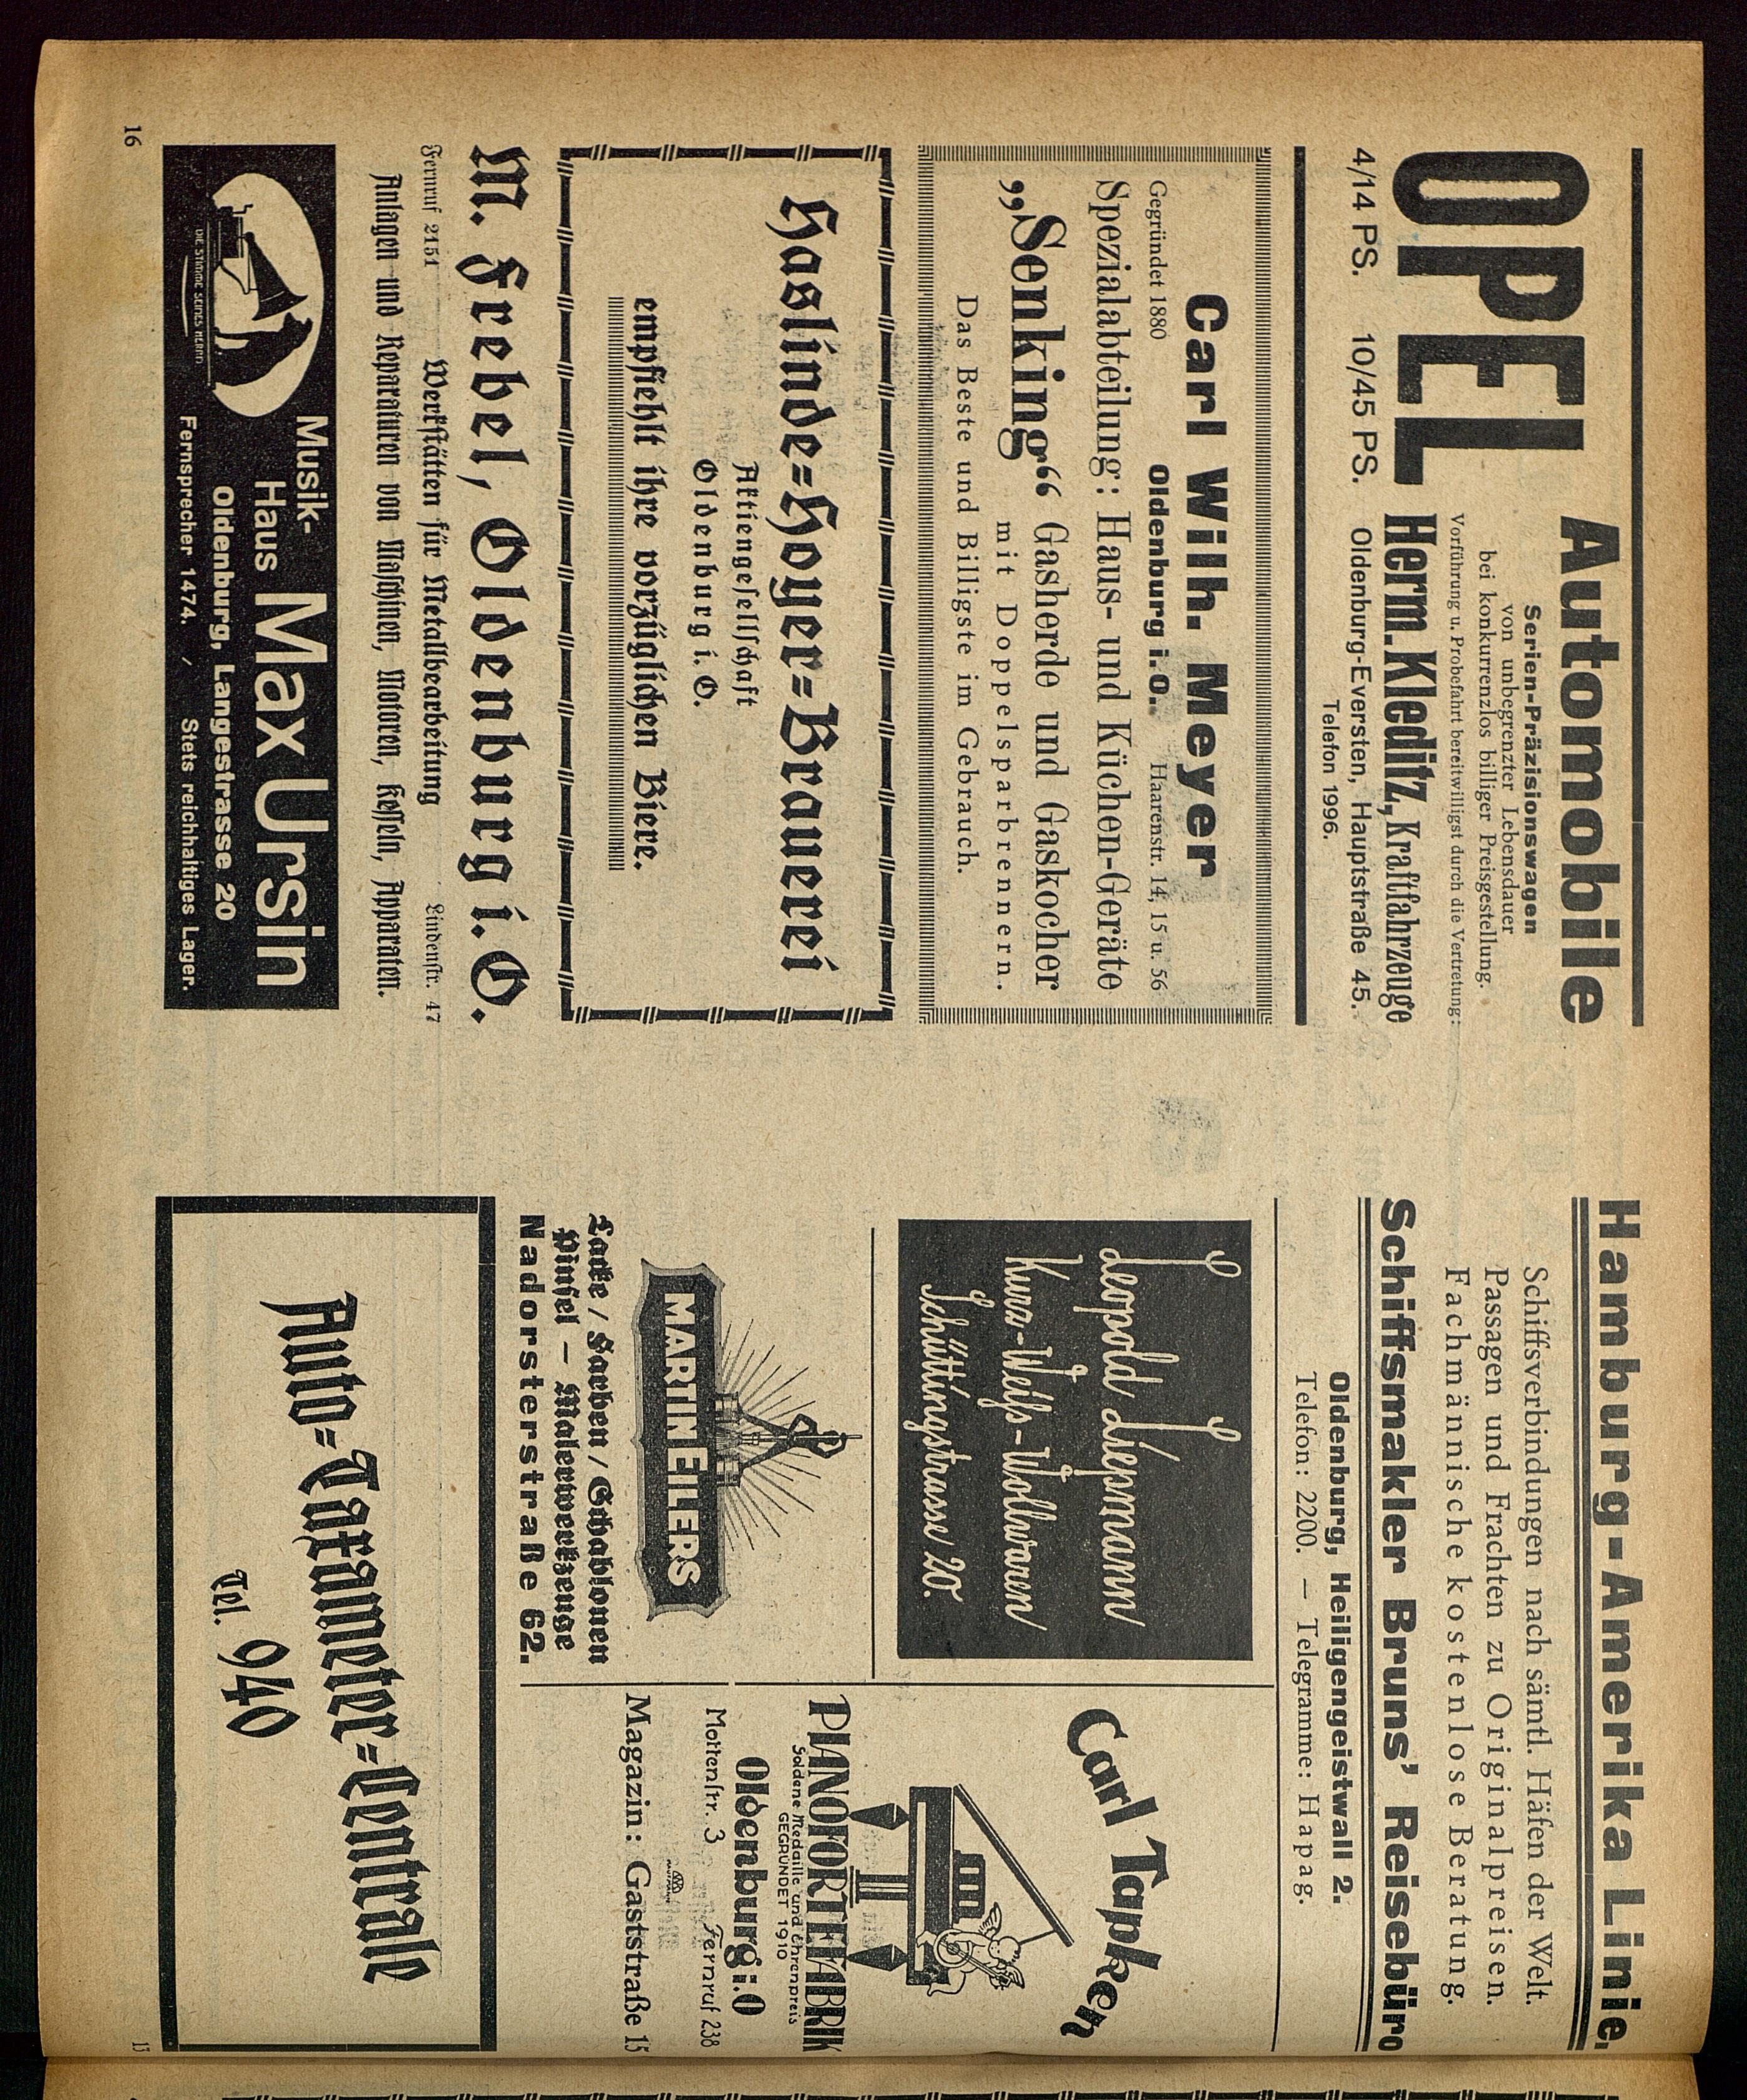 OPEL Automobile
Serien-Präzisionswagen
von unbegrenzter Lebensdauer
bei konkurrenzlos billiger Preisgestellung.
Vorführung u. Probefahrt bereitwilligst durch die Vertretung:
Herm. Kleditz, Kraftfahrzeuge
4/14 PS. 10/45 PS. Oldenburg-Eversten, Hauptstraße 45.
Telefon 1996.
Carl Wilh. Meyer
Gegründet 1880 Oldenburg i. O. Haarenstr. 14, 15 u. 56
Spezialabteilung: Haus- und Küchen-Geräte
„Senking“ Gasherde und Gaskocher
mit Doppelsparbrennern.
Das Beste und Billigste im Gebrauch.
Haslinde-Hoyer-Brauerei
Aktiengesellschaft
Oldenburg i. O.
empfiehlt ihre vorzüglichen Biere.
M. Frebel, Oldenburg i. O.
Fernruf 2151 Werkstätten für Metallbearbeitung Lindenstr. 47
Anlagen und Reparaturen von Maschinen, Motoren, Kesseln, Apparaten.
DIE STIMME SEINES HERRN
Musik-
Haus Max Ursin
Oldenburg, Langestrasse 20
Fernsprecher 1474. / Stets reichhaltiges Lager.
16
Hamburg-Amerika Linie.
Schiffsverbindungen nach sämtl. Häfen der Welt.
Passagen und Frachten zu Originalpreisen.
Fachmännische kostenlose Beratung.
Schiffsmakler Bruns' Reisebüro
Oldenburg, Heiligengeistwall 2.
Telefon: 2200. — Telegramme: Hapag.
Leopold Liepmann
Kurz-Weiß-Wollwaren
Schüttingstrasse 20.
MARTIN EILERS
Lacke / Farben / Schablonen
Pinsel — Malerwerkzeuge
Nadorsterstraße 62.
Carl Tapken
PIANOFORTEFABRIK
Goldene Medaille und Ehrenpreis
GEGRÜNDET 1910
Oldenburg i. O
Mottenstr. 3 Fernruf 238
Magazin: Gaststraße 15
Auto-Taxameter-Centrale
Tel. 940